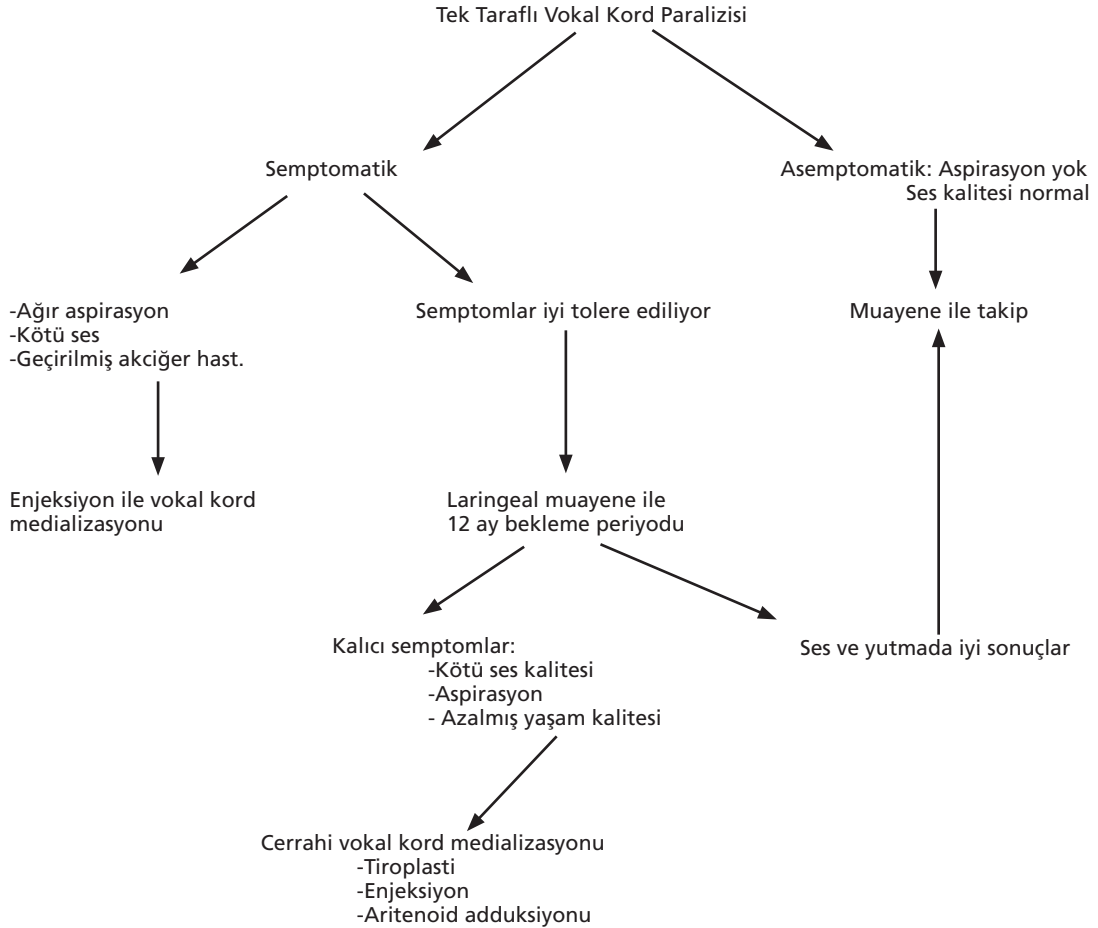 Tek Taraflı Vokal Kord Paralizisi
Semptomatik
Asemptomatik: Aspirasyon yok
Ses kalitesi normal
-Ağır aspirasyon
-Kötü ses
-Geçirilmiş akciğer hast.
Semptomlar iyi tolere ediliyor
Muayene ile takip
Enjeksiyon ile vokal kord
medializasyonu
Laringeal muayene ile
12 ay bekleme periyodu
Kalıcı semptomlar:
-Kötü ses kalitesi
-Aspirasyon
- Azalmış yaşam kalitesi
Ses ve yutmada iyi sonuçlar
Cerrahi vokal kord medializasyonu
-Tiroplasti
-Enjeksiyon
-Aritenoid adduksiyonu